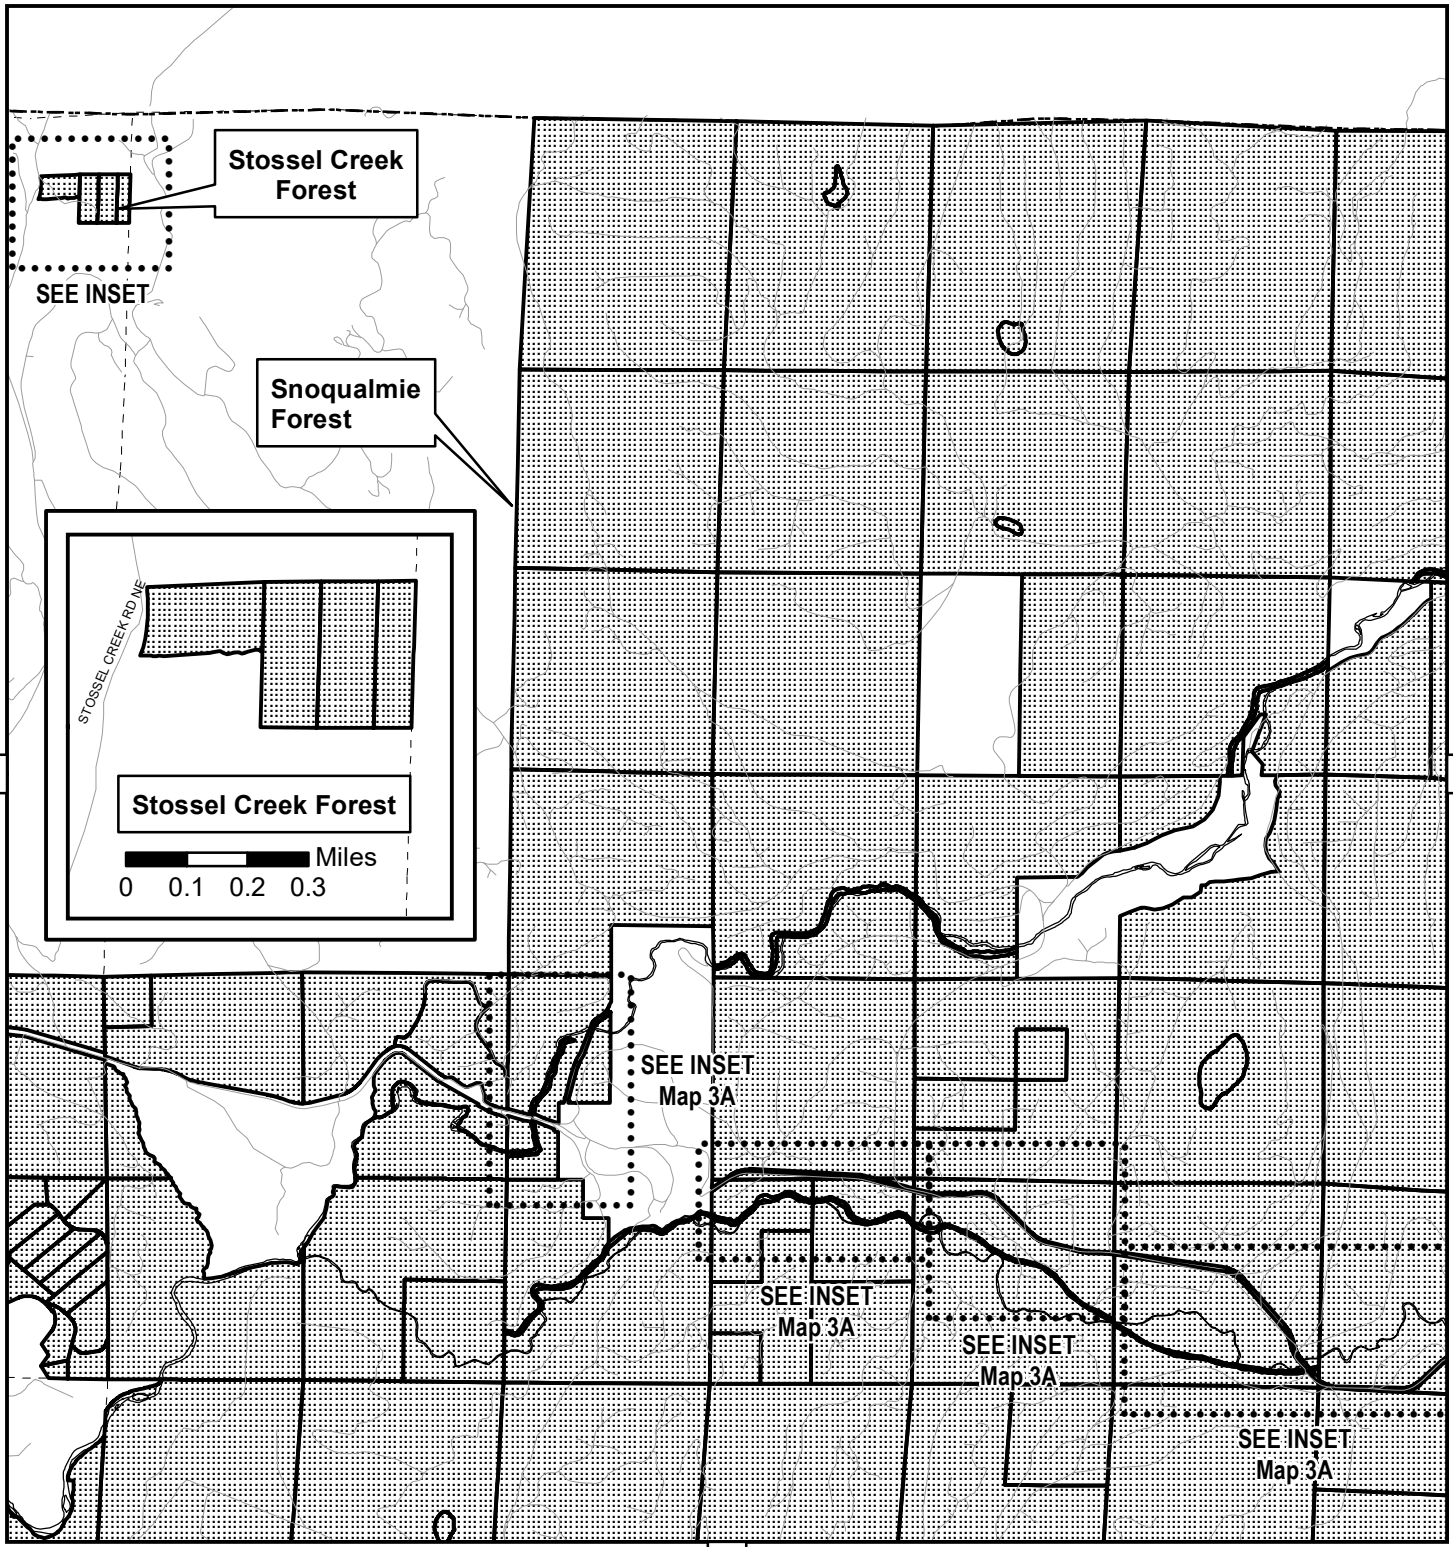 Stossel Creek
Forest
SEE INSET
Snoqualmie
Forest
STOSSEL CREEK RD NE
Stossel Creek Forest
Miles
0 0.1 0.2 0.3
SEE INSET
Map 3A
SEE INSET
Map 3A
SEE INSET
Map 3A
SEE INSET
Map 3A